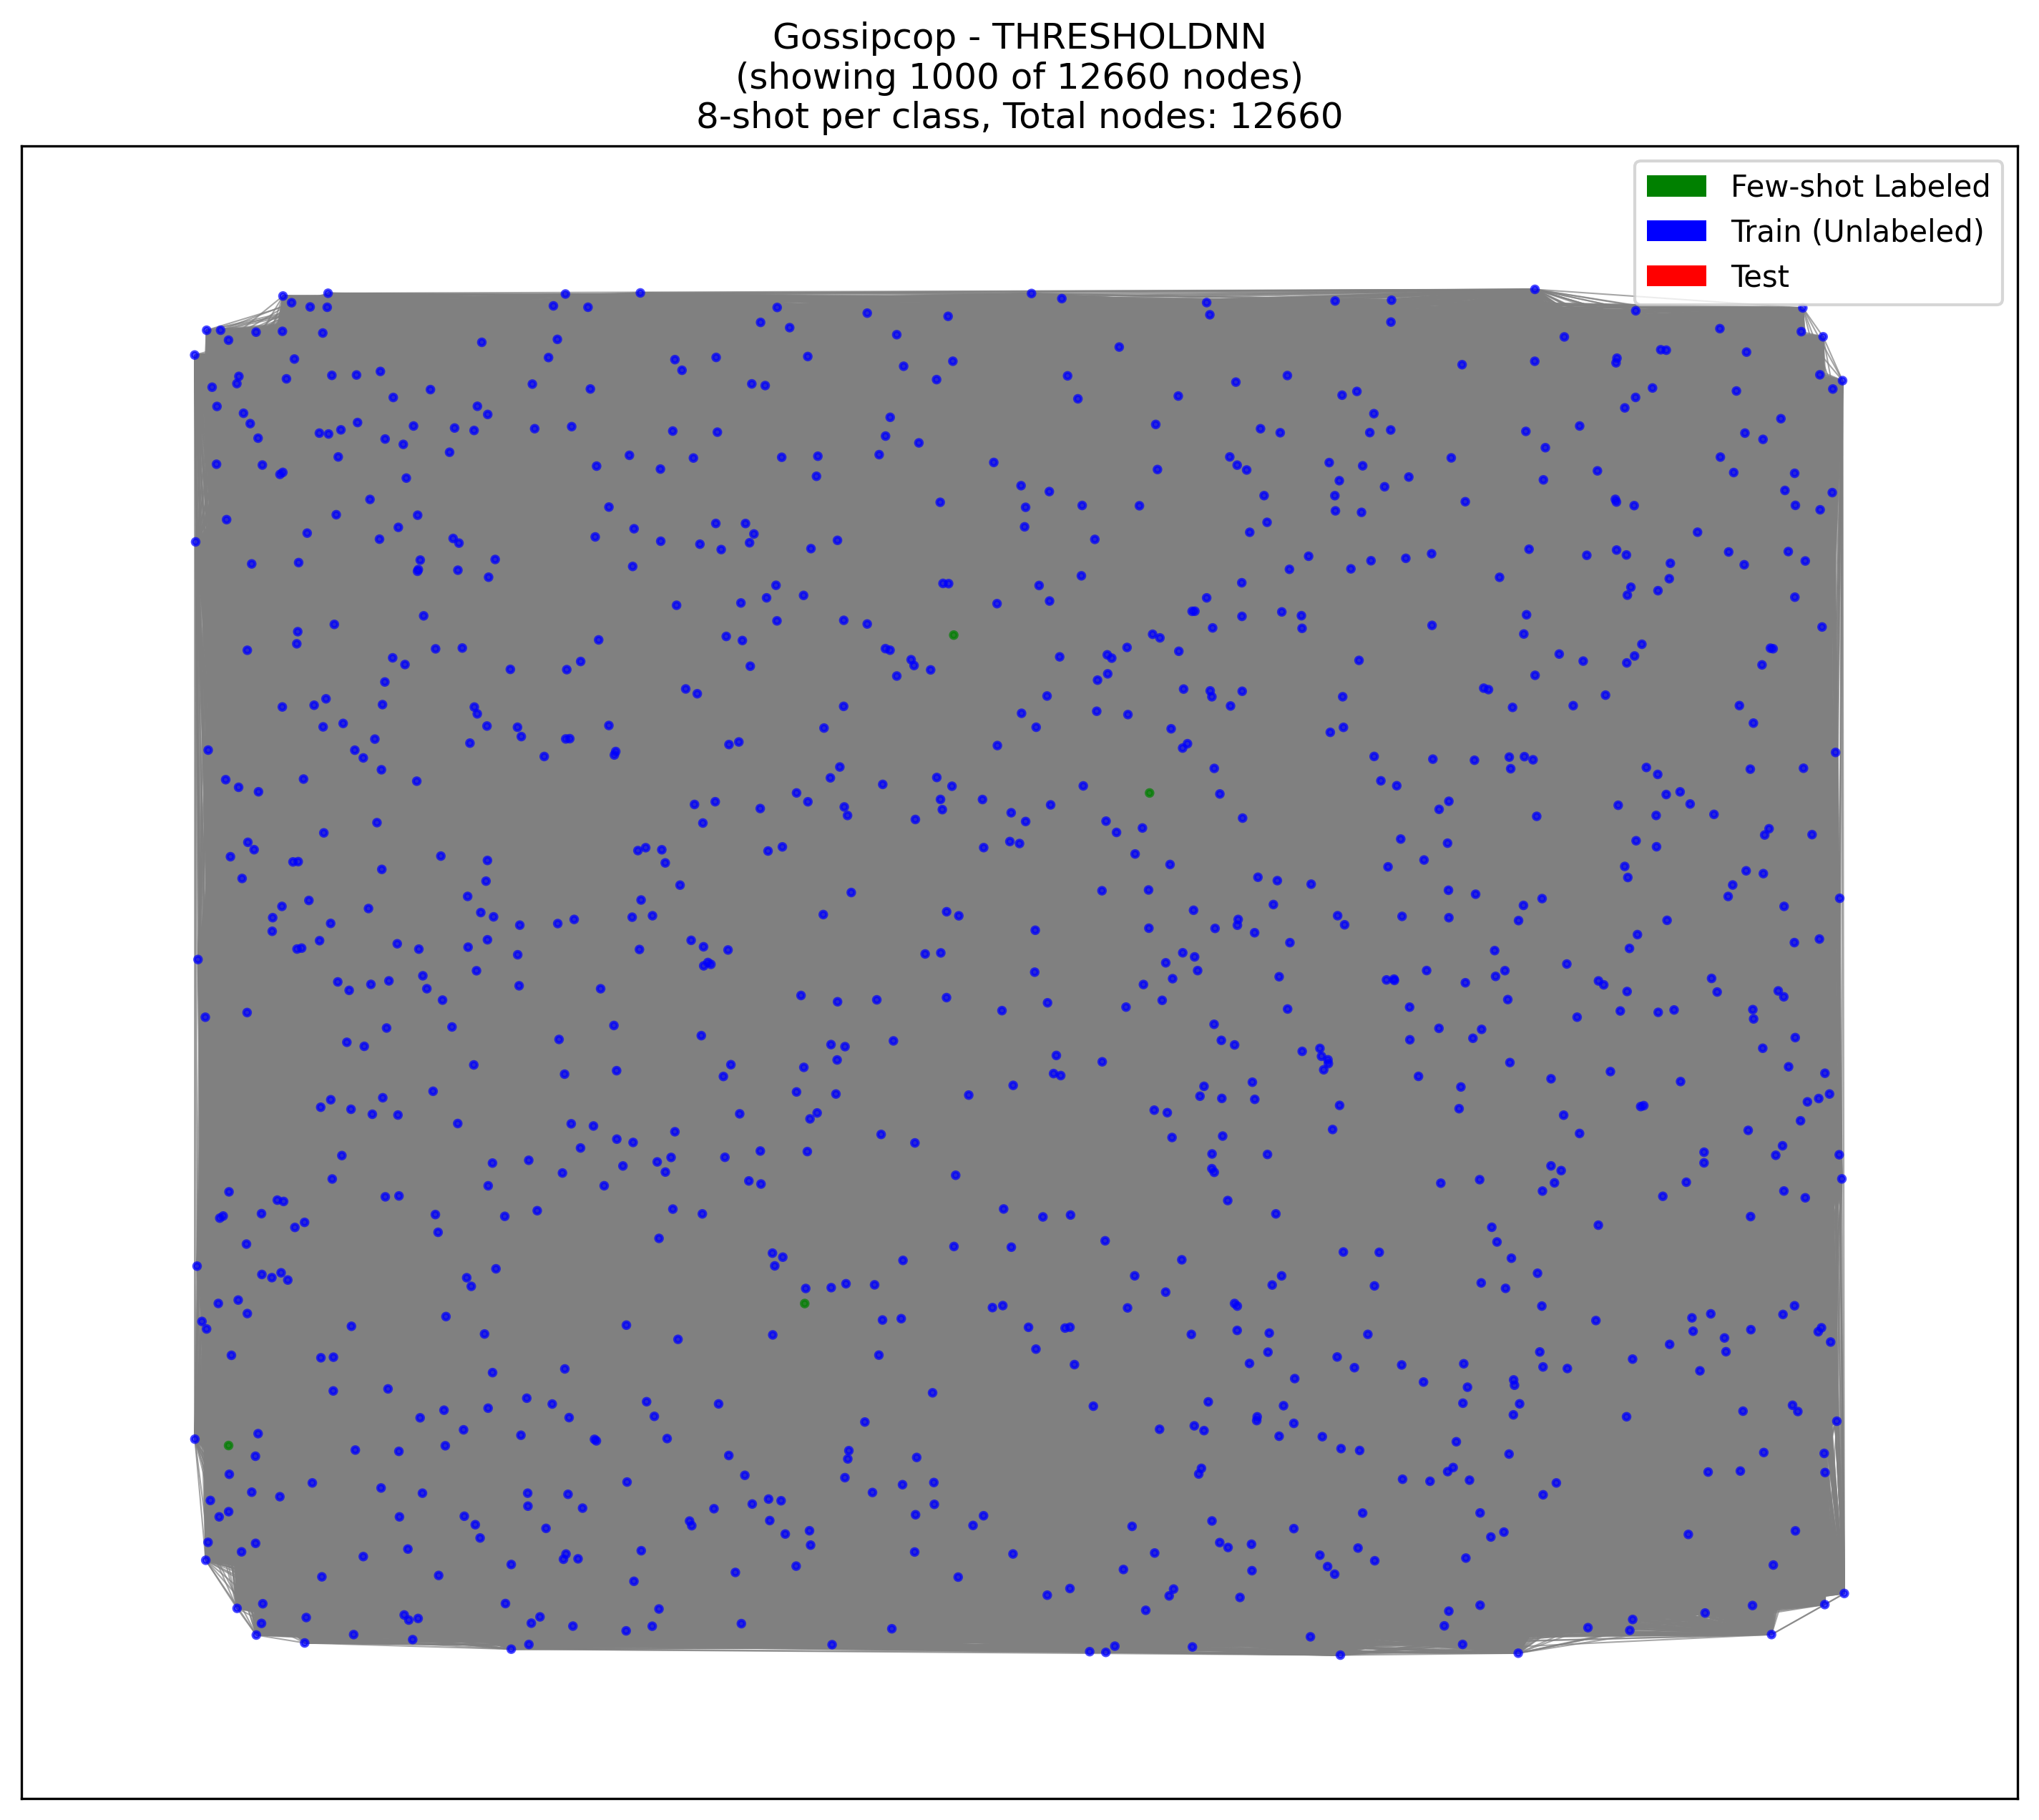 Gossipcop - THRESHOLDNN
(showing 1000 of 12660 nodes)
8-shot per class, Total nodes: 12660
Few-shot Labeled
Train (Unlabeled)
Test